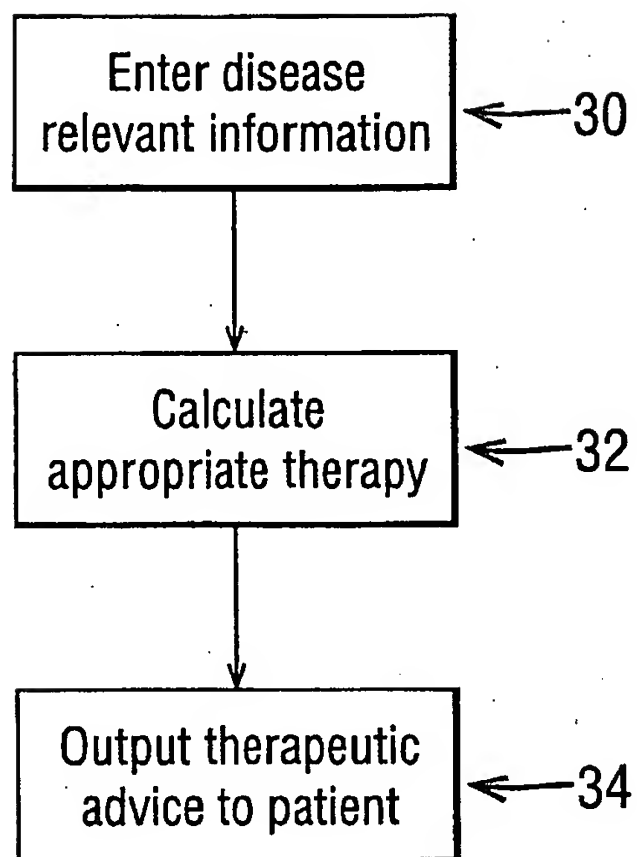 Enter disease
relevant information
30
Calculate
appropriate therapy
32
Output therapeutic
advice to patient
34